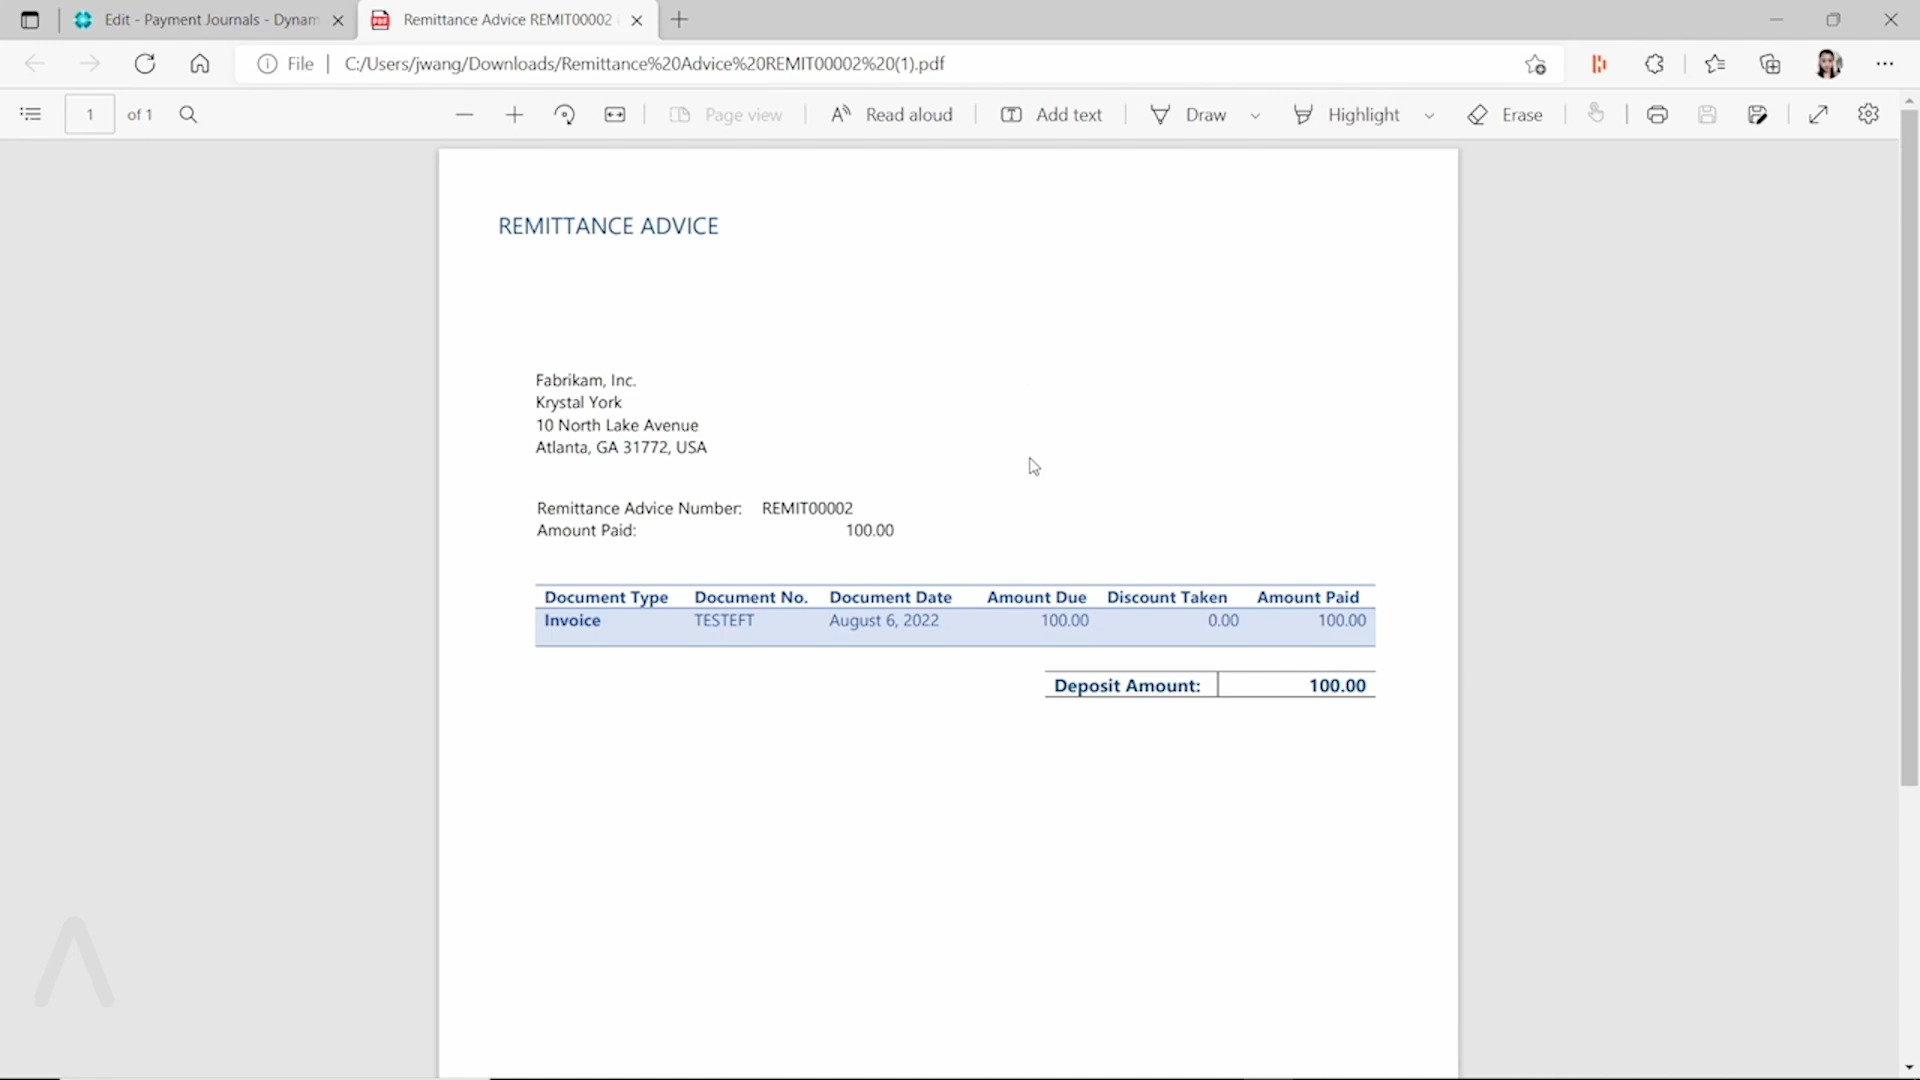 Edit - Payment Journals - Dynam
Remittance Advice REMIT00002
File
C:/Users/jwang/Downloads/Remittance%20Advice%20REMIT00002%20(1).pdf
1 of 1
Page view
Read aloud
Add text
Draw
Highlight
Erase
REMITTANCE ADVICE
Fabrikam, Inc.
Krystal York
10 North Lake Avenue
Atlanta, GA 31772, USA
Remittance Advice Number: REMIT00002
Amount Paid: 100.00
Document Type Document No. Document Date Amount Due Discount Taken Amount Paid
Invoice TESTEFT August 6, 2022 100.00 0.00 100.00
Deposit Amount: 100.00